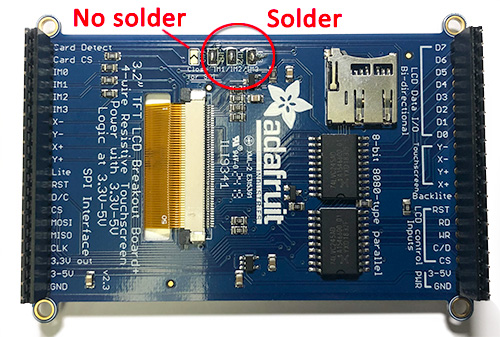 No solder
Solder
Card Detect
Card CS
IM0
IM1
IM2
IM3
X-
Y-
X+
Y+
Lite
RST
D/C
CS
MOSI
MISO
CLK
3.3V out
3-5V
GND
v2.3
IM1/IM2/IM3
3.2" TFT LCD Breakout Board+
4-wire Resistive Touchscreen
Power with 3.3V-5V
Logic at 3.3V-5V
SPI Interface
ILI9341
adafruit
8-bit 8080-type parallel
D7
D6
D5
D4
D3
D2
D1
D0
LCD Data I/O
Bi-directional
Y-
X-
Y+
X+
Touchscreen
Backlite
RST
RD
WR
C/D
CS
LCD Control
Inputs
3-5V
GND
PWR